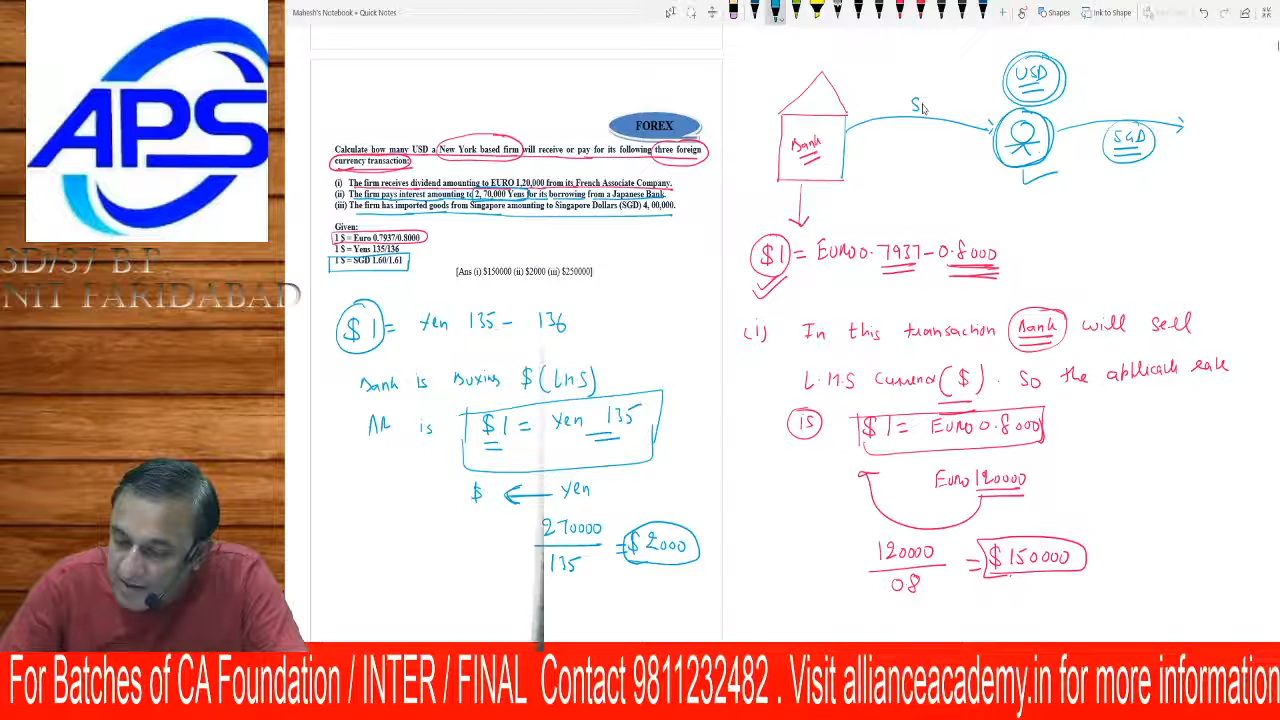 Mahesh's Notebook » Quick Notes
Shapes
Ink to Shape
APS
3D/37 B.P.
NIT FARIDABAD
FOREX
Calculate how many USD a New York based firm will receive or pay for its following three foreign
currency transaction:
(i) The firm receives dividend amounting to EURO 1,20,000 from its French Associate Company.
(ii) The firm pays interest amounting to 2, 70,000 Yens for its borrowing from a Japanese Bank.
(iii) The firm has imported goods from Singapore amounting to Singapore Dollars (SGD) 4, 00,000.
Given:
1 $ = Euro 0.7937/0.8000
1 $ = Yens 135/136
1 $ = SGD 1.60/1.61
[Ans (i) $150000 (ii) $2000 (iii) $250000]
$1 = Yen 135 - 136
Bank is Buying $ (LHS)
AR is $1 = Yen 135
$ ← Yen
270000
135
= $2000
USD
Bank
S
SGD
$1 = EURO 0.7937 - 0.8000
(i) In this transaction Bank will sell
L.H.S currency ($). So the applicable rate
is $1 = EURO 0.8000
EURO 120000
120000
0.8
= $150000
For Batches of CA Foundation / INTER / FINAL Contact 9811232482 . Visit allianceacademy.in for more information